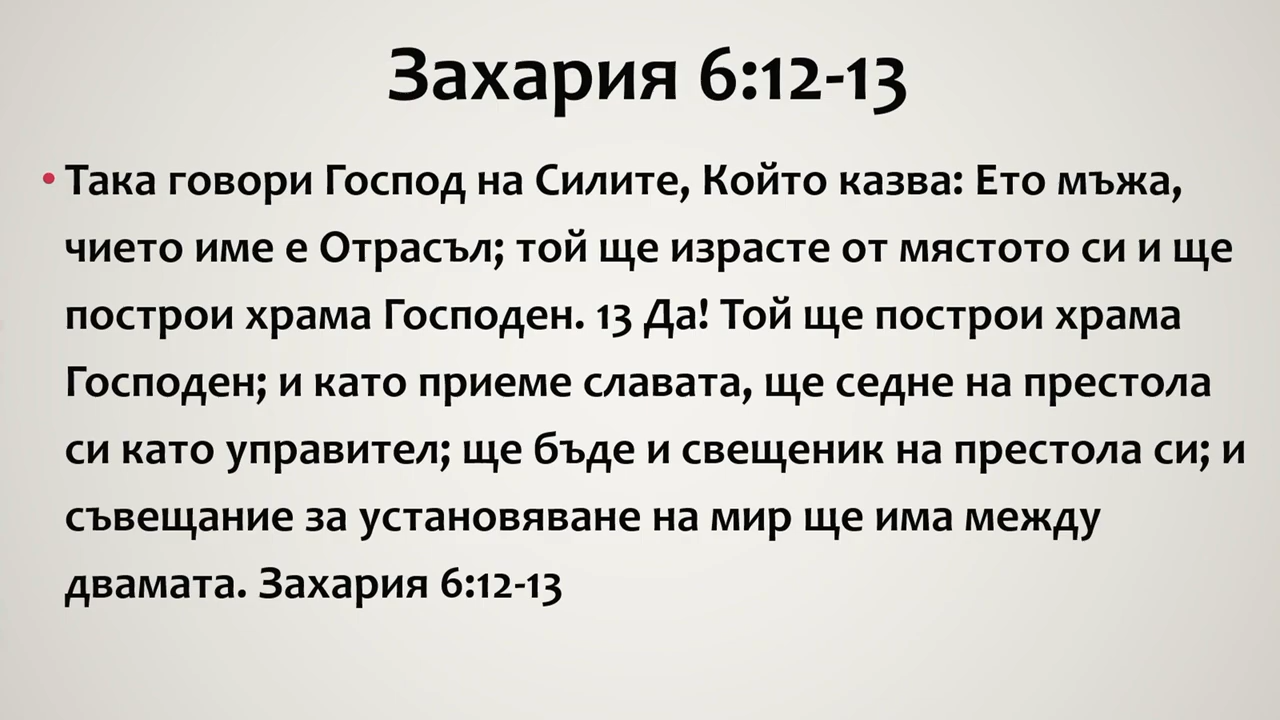 Захария 6:12-13
• Така говори Господ на Силите, Който казва: Ето мъжа,
чието име е Отрасъл; той ще израсте от мястото си и ще
построи храма Господен. 13 Да! Той ще построи храма
Господен; и като приеме славата, ще седне на престола
си като управител; ще бъде и свещеник на престола си; и
съвещание за установяване на мир ще има между
двамата. Захария 6:12-13